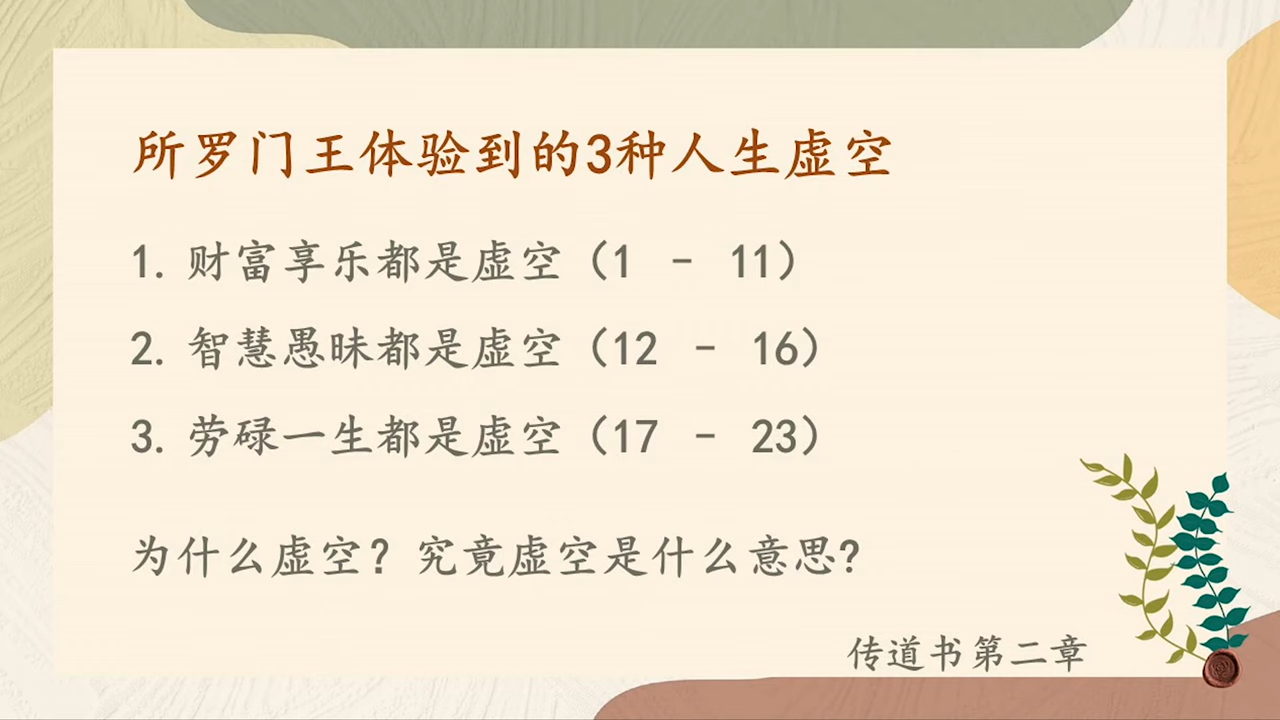 所罗门王体验到的3种人生虚空
1. 财富享乐都是虚空（1 - 11）
2. 智慧愚昧都是虚空（12 - 16）
3. 劳碌一生都是虚空（17 - 23）
为什么虚空？究竟虚空是什么意思?
传道书第二章